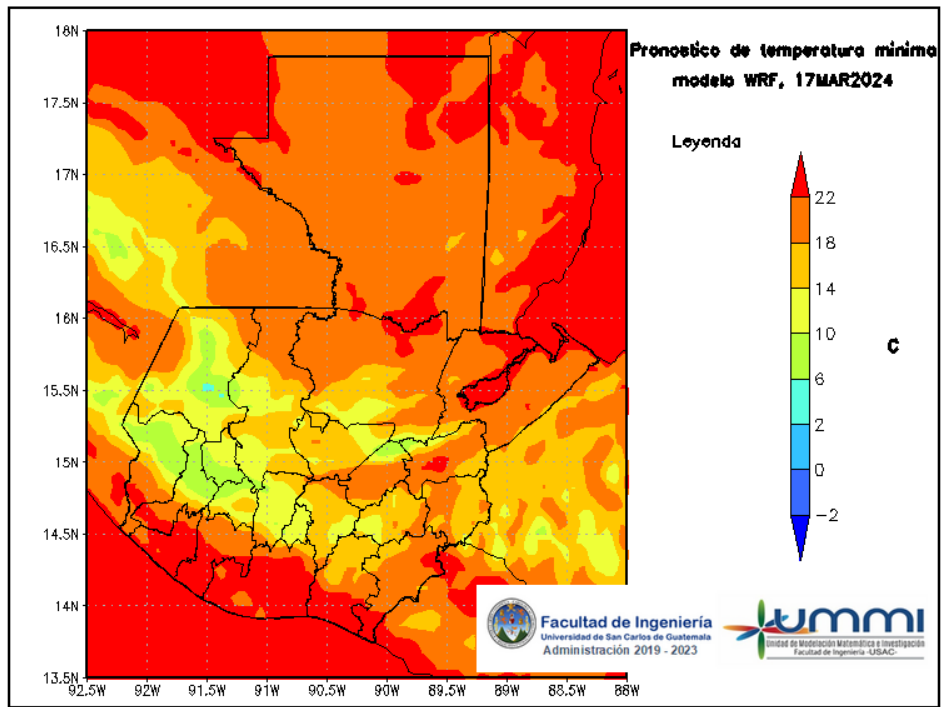 Pronostico de temperatura minima
modelo WRF, 17MAR2024
Leyenda
22
18
14
10
6
2
0
-2
C
18N
17.5N
17N
16.5N
16N
15.5N
15N
14.5N
14N
13.5N
92.5W
92W
91.5W
91W
90.5W
90W
89.5W
89W
88.5W
88W
Facultad de Ingeniería
Universidad de San Carlos de Guatemala
Administración 2019 - 2023
UMMI
Unidad de Modelación Matemática e Investigación
Facultad de Ingeniería -USAC-